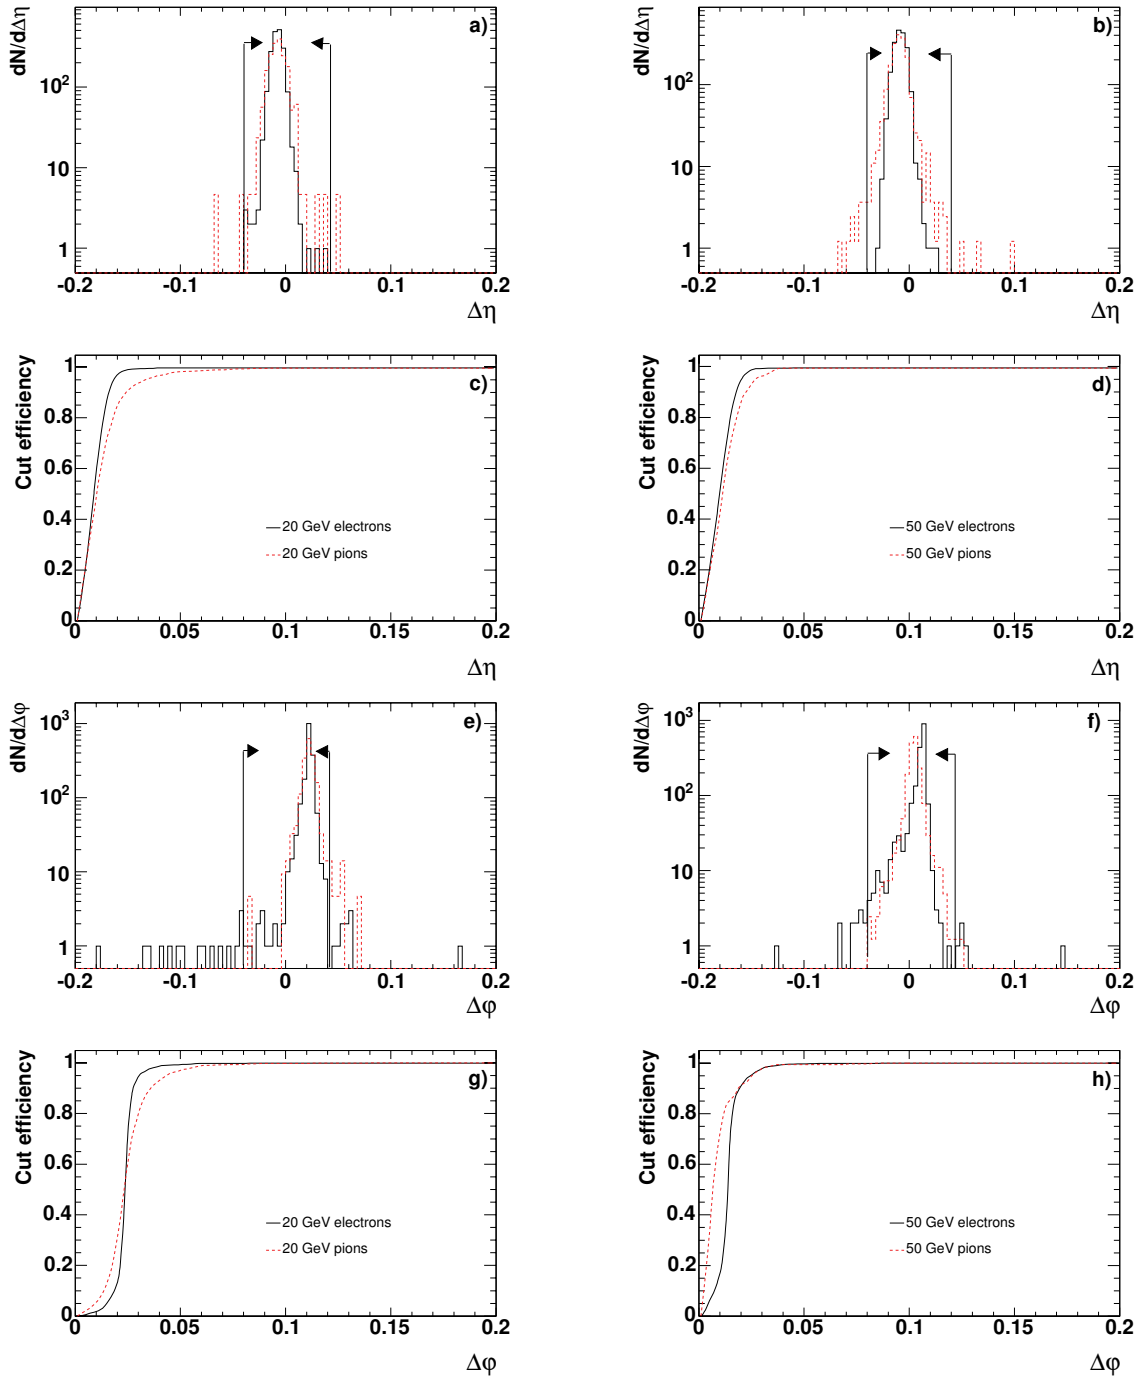 dN/dΔη
a)
10²
10
1
-0.2 -0.1 0 0.1 0.2
Δη
dN/dΔη
b)
10²
10
1
-0.2 -0.1 0 0.1 0.2
Δη
Cut efficiency
c)
1
0.8
0.6
0.4
0.2
0
20 GeV electrons
20 GeV pions
0 0.05 0.1 0.15 0.2
Δη
Cut efficiency
d)
1
0.8
0.6
0.4
0.2
0
50 GeV electrons
50 GeV pions
0 0.05 0.1 0.15 0.2
Δη
dN/dΔφ
e)
10³
10²
10
1
-0.2 -0.1 0 0.1 0.2
Δφ
dN/dΔφ
f)
10³
10²
10
1
-0.2 -0.1 0 0.1 0.2
Δφ
Cut efficiency
g)
1
0.8
0.6
0.4
0.2
0
20 GeV electrons
20 GeV pions
0 0.05 0.1 0.15 0.2
Δφ
Cut efficiency
h)
1
0.8
0.6
0.4
0.2
0
50 GeV electrons
50 GeV pions
0 0.05 0.1 0.15 0.2
Δφ